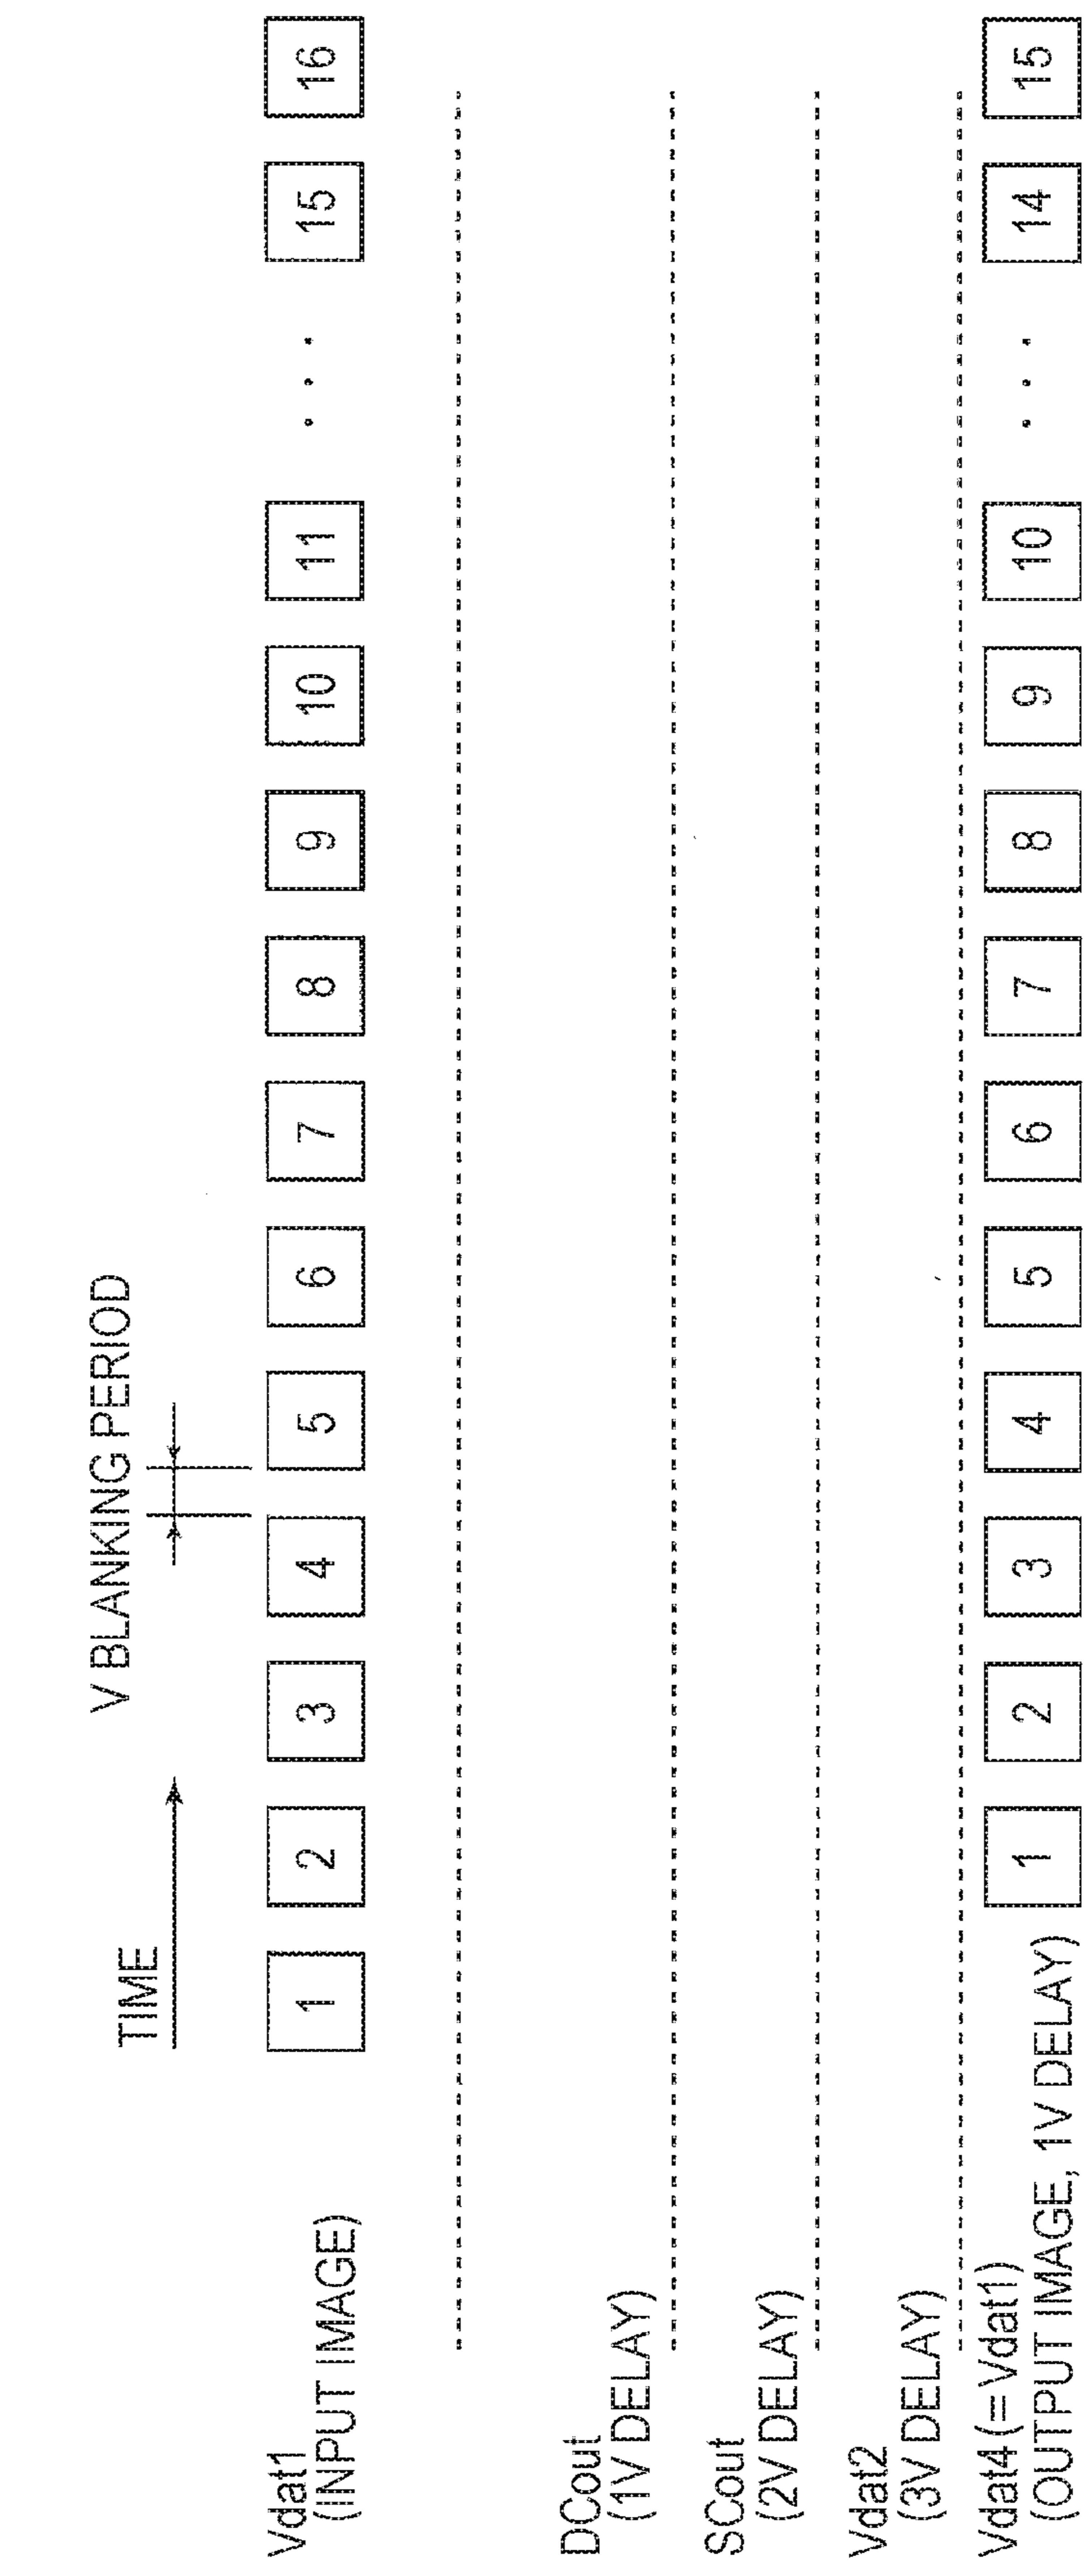 TIME
V BLANKING PERIOD
Vdat1
(INPUT IMAGE)
1 2 3 4 5 6 7 8 9 10 11 ... 15 16
DCout
(1V DELAY)
SCout
(2V DELAY)
Vdat2
(3V DELAY)
Vdat4 (= Vdat1)
(OUTPUT IMAGE, 1V DELAY)
1 2 3 4 5 6 7 8 9 10 ... 14 15